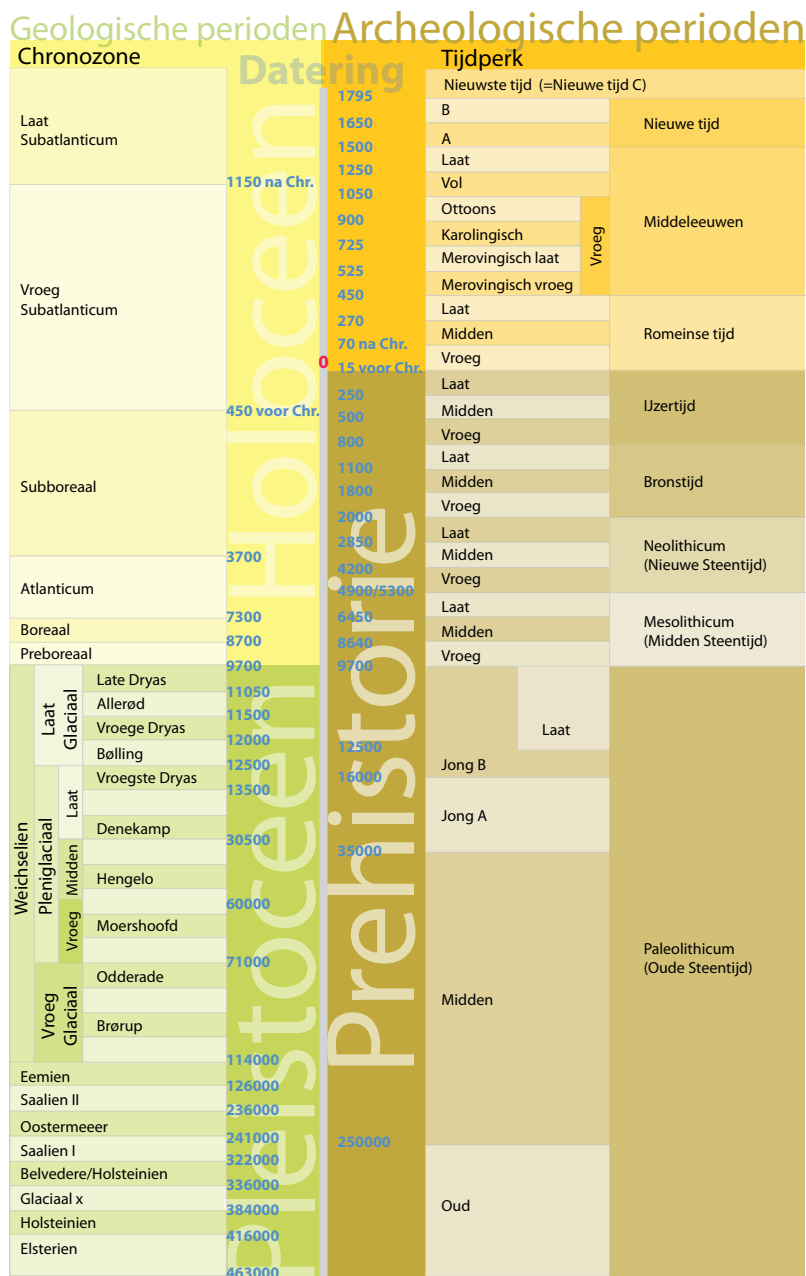 Geologische perioden
Archeologische perioden
Chronozone
Datering
Tijdperk
Holoceen
Pleistoceen
Prehistorie
Laat
Subatlanticum
1150 na Chr.
Vroeg
Subatlanticum
450 voor Chr.
Subboreaal
3700
Atlanticum
7300
Boreaal
8700
Preboreaal
9700
Weichselien
Laat
Glaciaal
Late Dryas
11050
Allerød
11500
Vroege Dryas
12000
Bølling
12500
Pleniglaciaal
Laat
Vroegste Dryas
13500
Denekamp
30500
Midden
Hengelo
60000
Vroeg
Moershoofd
71000
Vroeg
Glaciaal
Odderade
Brørup
114000
Eemien
126000
Saalien II
236000
Oostermeeer
241000
Saalien I
322000
Belvedere/Holsteinien
336000
Glaciaal x
384000
Holsteinien
416000
Elsterien
463000
0
Nieuwste tijd (=Nieuwe tijd C)
1795
B
Nieuwe tijd
1650
A
1500
Laat
Middeleeuwen
1250
Vol
1050
Ottoons
Vroeg
900
Karolingisch
725
Merovingisch laat
525
Merovingisch vroeg
450
Laat
Romeinse tijd
270
Midden
70 na Chr.
Vroeg
15 voor Chr.
Laat
IJzertijd
250
Midden
500
Vroeg
800
Laat
Bronstijd
1100
Midden
1800
Vroeg
2000
Laat
Neolithicum
(Nieuwe Steentijd)
2850
Midden
4200
Vroeg
4900/5300
Laat
Mesolithicum
(Midden Steentijd)
6450
Midden
8640
Vroeg
9700
Laat
12500
Jong B
16000
Jong A
35000
Midden
Paleolithicum
(Oude Steentijd)
250000
Oud